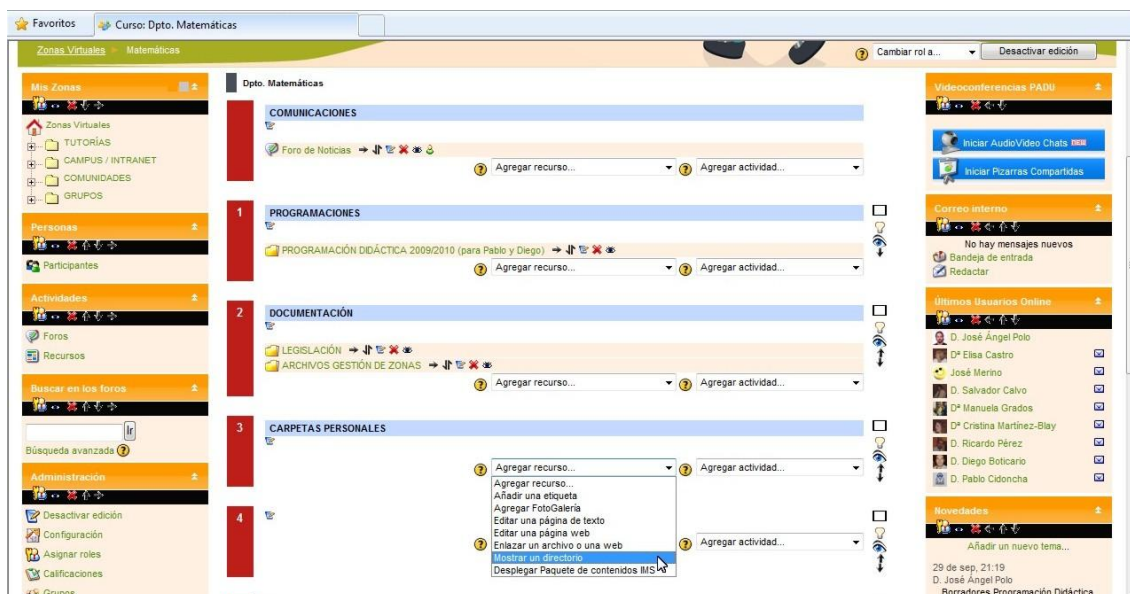 Favoritos
Curso: Dpto. Matemáticas
Zonas Virtuales Matemáticas
Cambiar rol a...
Desactivar edición
Mis Zonas
Zonas Virtuales
TUTORÍAS
CAMPUS / INTRANET
COMUNIDADES
GRUPOS
Personas
Participantes
Actividades
Foros
Recursos
Buscar en los foros
Ir
Búsqueda avanzada
Administración
Desactivar edición
Configuración
Asignar roles
Calificaciones
Grupos
Dpto. Matemáticas
COMUNICACIONES
Foro de Noticias
Agregar recurso... Agregar actividad...
1 PROGRAMACIONES
PROGRAMACIÓN DIDÁCTICA 2009/2010 (para Pablo y Diego)
Agregar recurso... Agregar actividad...
2 DOCUMENTACIÓN
LEGISLACIÓN
ARCHIVOS GESTIÓN DE ZONAS
Agregar recurso... Agregar actividad...
3 CARPETAS PERSONALES
Agregar recurso... Agregar actividad...
Agregar recurso...
Añadir una etiqueta
Agregar FotoGalería
Editar una página de texto
Editar una página web
Enlazar un archivo o una web
Mostrar un directorio
Desplegar Paquete de contenidos IMS
4
Agregar actividad...
Videoconferencias PADU
Iniciar AudioVideo Chats NEW
Iniciar Pizarras Compartidas
Correo interno
No hay mensajes nuevos
Bandeja de entrada
Redactar
Últimos Usuarios Online
D. José Ángel Polo
Dª Elisa Castro
José Merino
D. Salvador Calvo
Dª Manuela Grados
Dª Cristina Martínez-Blay
D. Ricardo Pérez
D. Diego Boticario
D. Pablo Cidoncha
Novedades
Añadir un nuevo tema...
29 de sep, 21:19
D. José Ángel Polo
Borradores Programación Didáctica